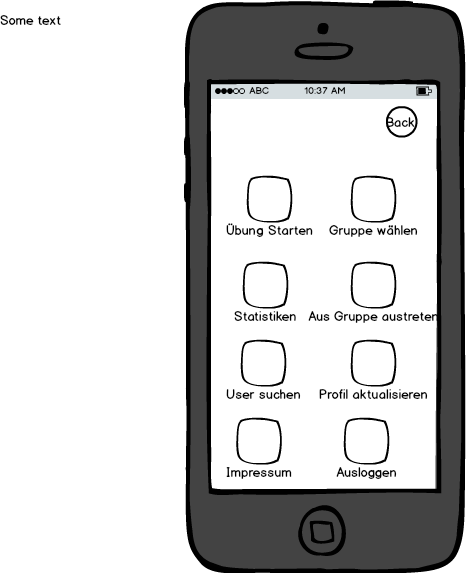 Some text
ABC 10:37 AM
Back
Übung Starten Gruppe wählen
Statistiken Aus Gruppe austreten
User suchen Profil aktualisieren
Impressum Ausloggen